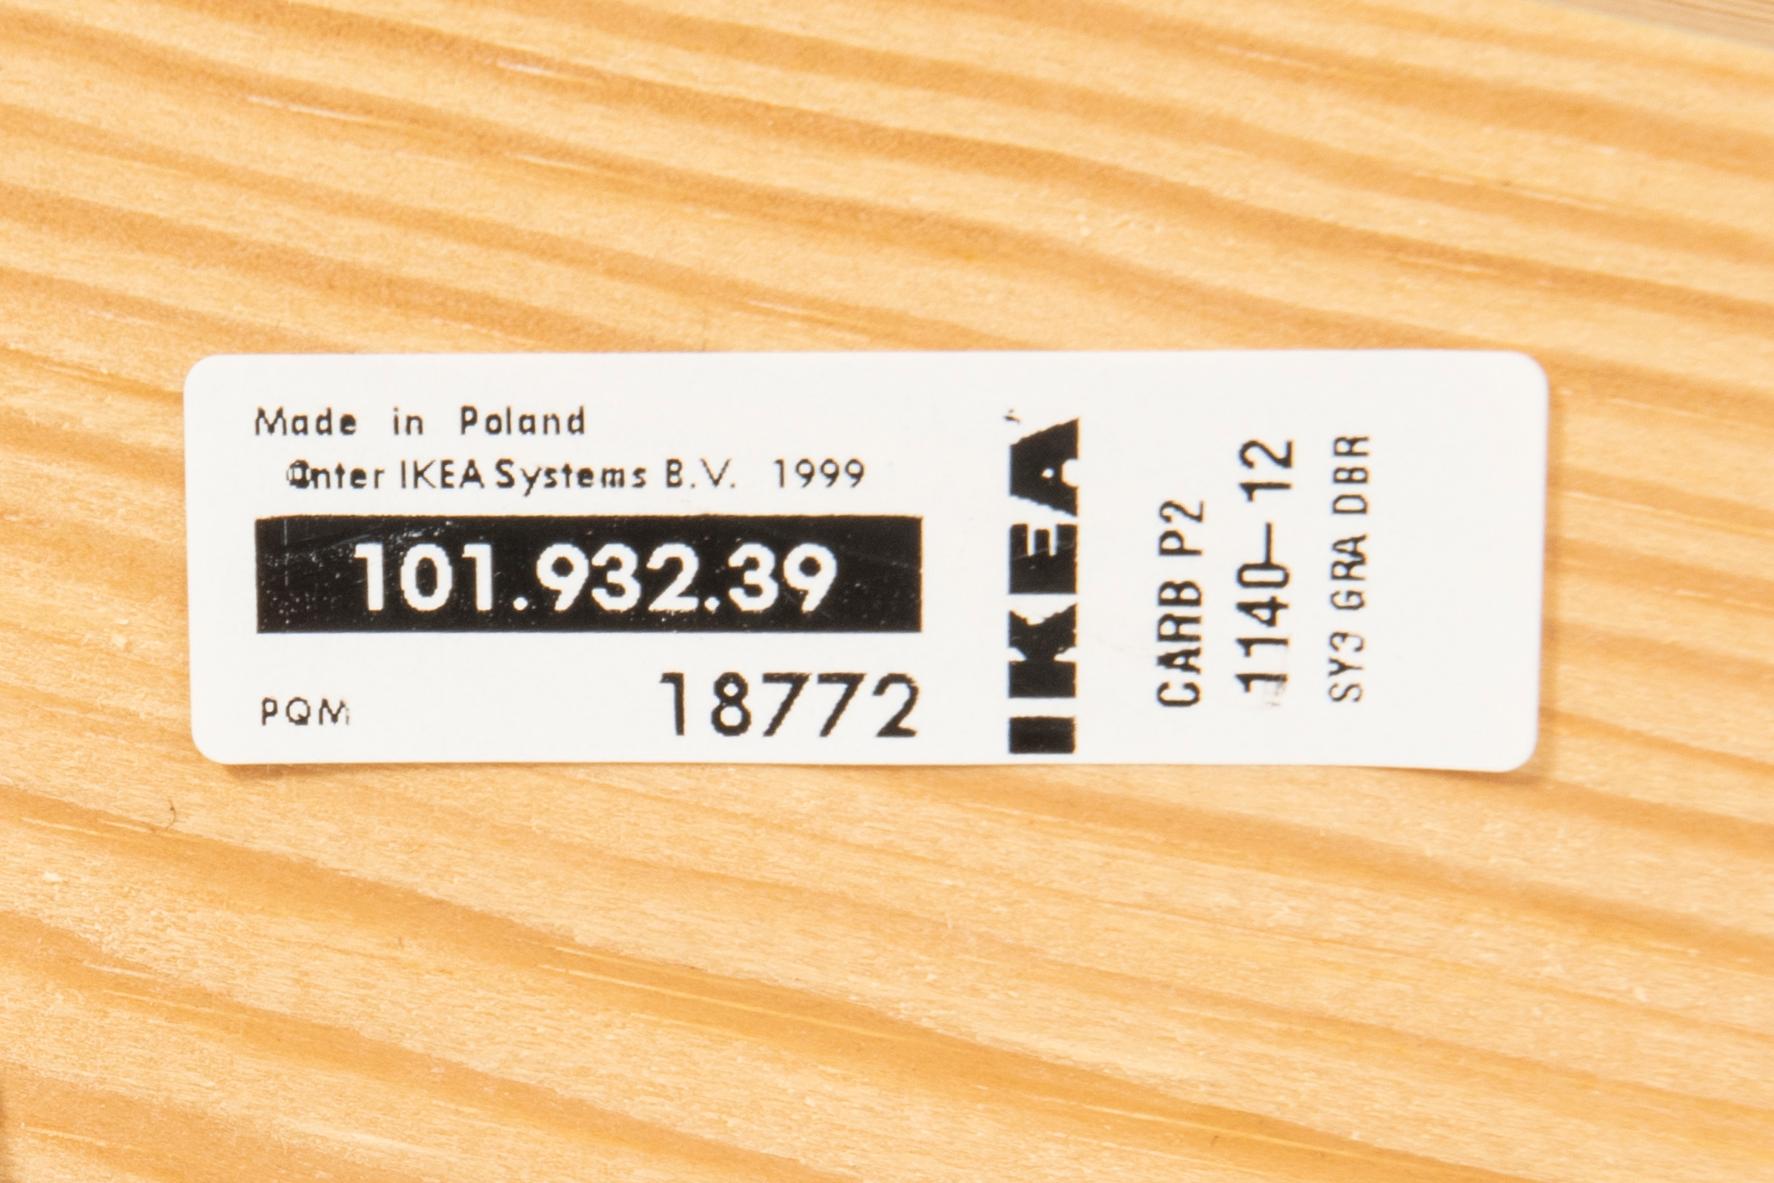 Made in Poland
©Inter IKEA Systems B.V. 1999
101.932.39
PQM 18772
IKEA
CARB P2
1140-12
SY3 GRA DBR